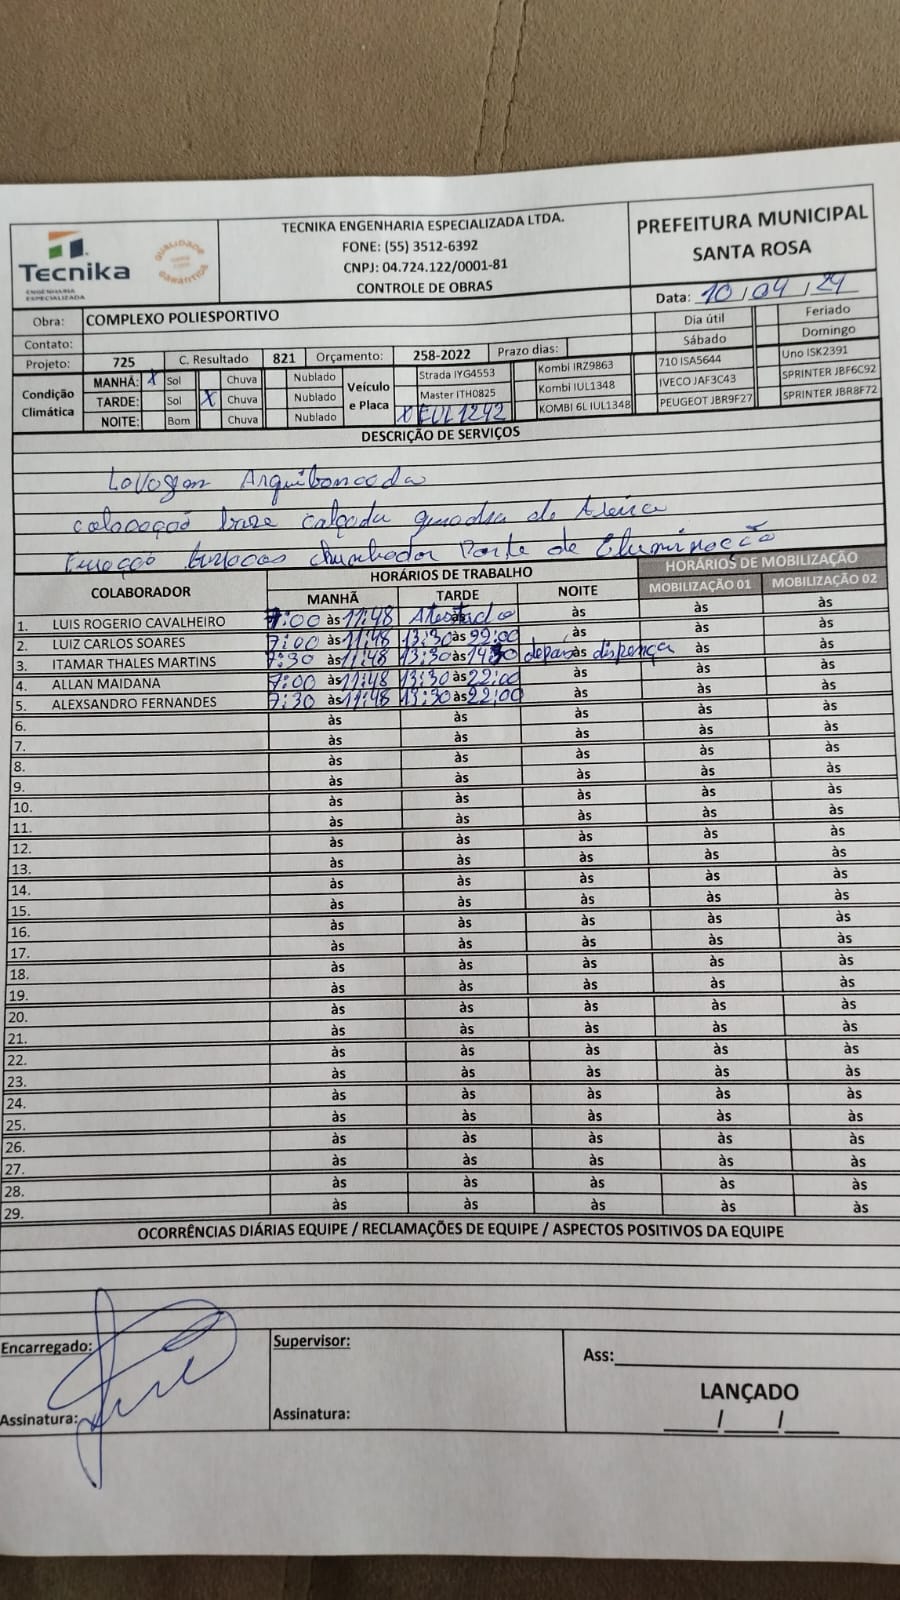 Tecnika
ENGENHARIA
ESPECIALIZADA
QUALIDADE
GARANTIDA
TECNIKA ENGENHARIA ESPECIALIZADA LTDA.
FONE: (55) 3512-6392
CNPJ: 04.724.122/0001-81
CONTROLE DE OBRAS
PREFEITURA MUNICIPAL
SANTA ROSA
Data: 10/04/24
Obra: COMPLEXO POLIESPORTIVO
Dia útil Feriado
Contato: Sábado Domingo
Projeto: 725 C. Resultado 821 Orçamento: 258-2022 Prazo dias:
Condição Climática
MANHÃ: X Sol Chuva Nublado
TARDE: Sol X Chuva Nublado
NOITE: Bom Chuva Nublado
Veículo e Placa
Strada IYG4553 Kombi IRZ9863 710 ISA5644 Uno ISK2391
Master ITH0825 Kombi IUL1348 IVECO JAF3C43 SPRINTER JBF6C92
X EUL1242 KOMBI 6L IUL1348 PEUGEOT JBR9F27 SPRINTER JBR8F72
DESCRIÇÃO DE SERVIÇOS
Lavagem Arquibancada
colocação base calçada quadra de Areia
chumbador Poste de Iluminação
COLABORADOR HORÁRIOS DE TRABALHO HORÁRIOS DE MOBILIZAÇÃO
MANHÃ TARDE NOITE MOBILIZAÇÃO 01 MOBILIZAÇÃO 02
1. LUIS ROGERIO CAVALHEIRO 7:00 às 11:48 Atestado às às às às
2. LUIZ CARLOS SOARES 7:00 às 11:48 13:30 às 22:00 às às às
3. ITAMAR THALES MARTINS 7:30 às 11:48 13:30 às 14:30 depois dispença às às às
4. ALLAN MAIDANA 7:00 às 11:48 13:30 às 22:00 às às às
5. ALEXSANDRO FERNANDES 7:30 às 11:48 13:30 às 22:00 às às às
6. às às às às às
7. às às às às às
8. às às às às às
9. às às às às às
10. às às às às às
11. às às às às às
12. às às às às às
13. às às às às às
14. às às às às às
15. às às às às às
16. às às às às às
17. às às às às às
18. às às às às às
19. às às às às às
20. às às às às às
21. às às às às às
22. às às às às às
23. às às às às às
24. às às às às às
25. às às às às às
26. às às às às às
27. às às às às às
28. às às às às às
29. às às às às às
OCORRÊNCIAS DIÁRIAS EQUIPE / RECLAMAÇÕES DE EQUIPE / ASPECTOS POSITIVOS DA EQUIPE
Encarregado:
Assinatura:
Supervisor:
Assinatura:
Ass:
LANÇADO
/ /